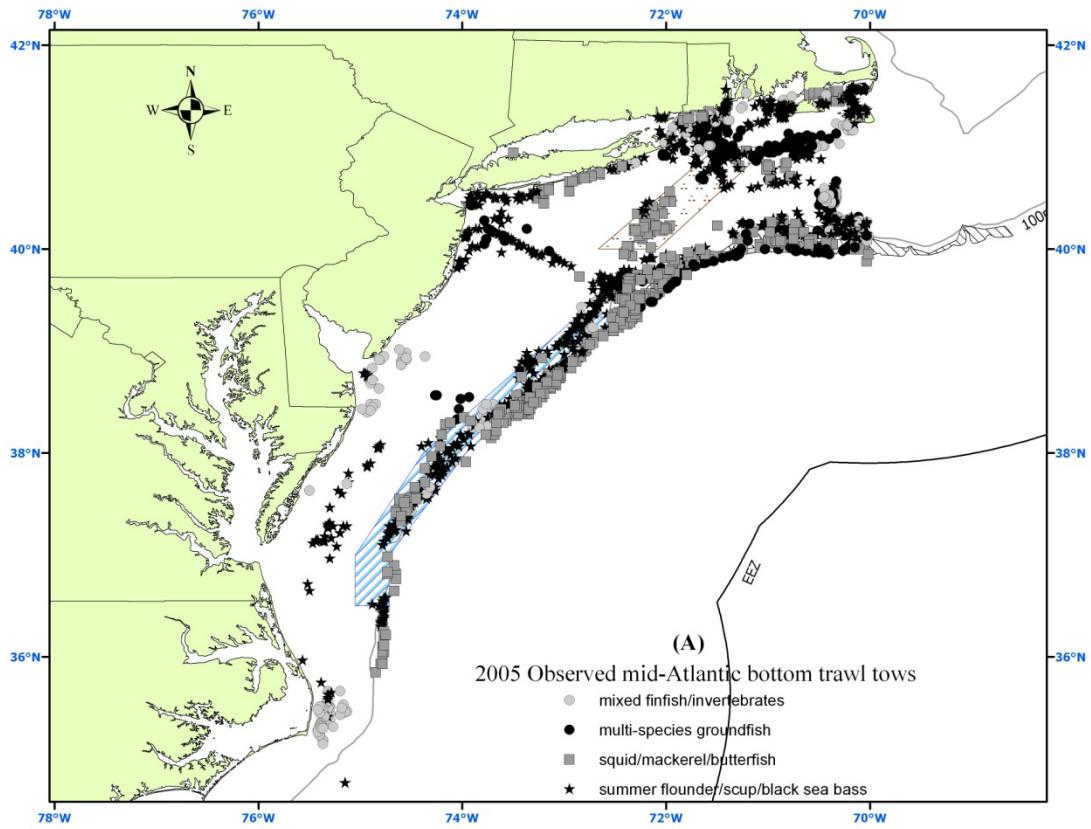 78°W 76°W 74°W 72°W 70°W
42°N 42°N
N
W E
S
100
40°N 40°N
38°N 38°N
EEZ
36°N 36°N
(A)
2005 Observed mid-Atlantic bottom trawl tows
mixed finfish/invertebrates
multi-species groundfish
squid/mackerel/butterfish
summer flounder/scup/black sea bass
78°W 76°W 74°W 72°W 70°W